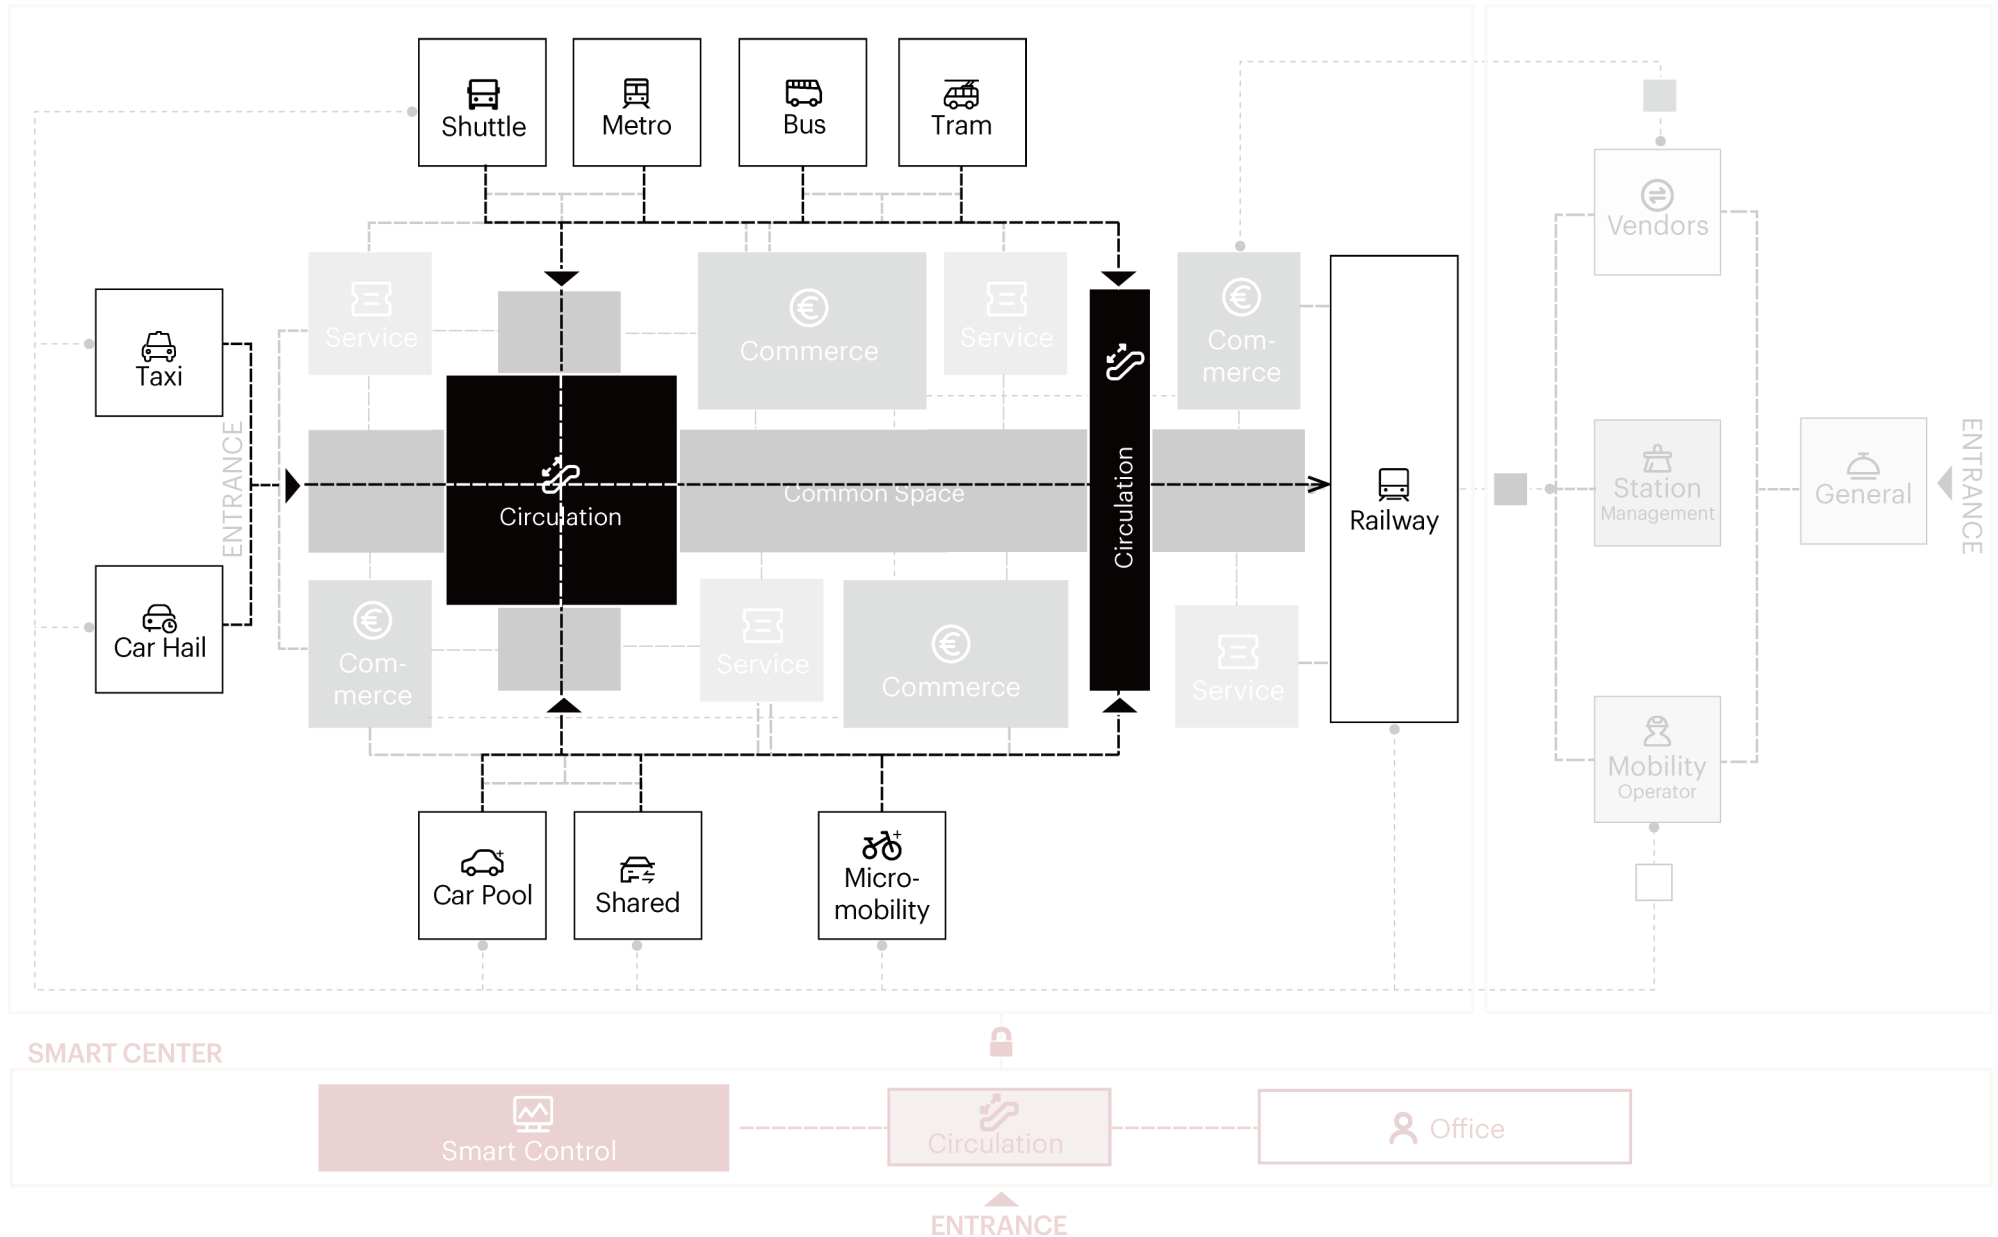 Shuttle
Metro
Bus
Tram
Vendors
Service
Commerce
Service
Com-
merce
Taxi
ENTRANCE
Circulation
Common Space
Circulation
Railway
Station
Management
General
ENTRANCE
Car Hail
Com-
merce
Service
Commerce
Service
Mobility
Operator
Car Pool
Shared
Micro-
mobility
SMART CENTER
Smart Control
Circulation
Office
ENTRANCE